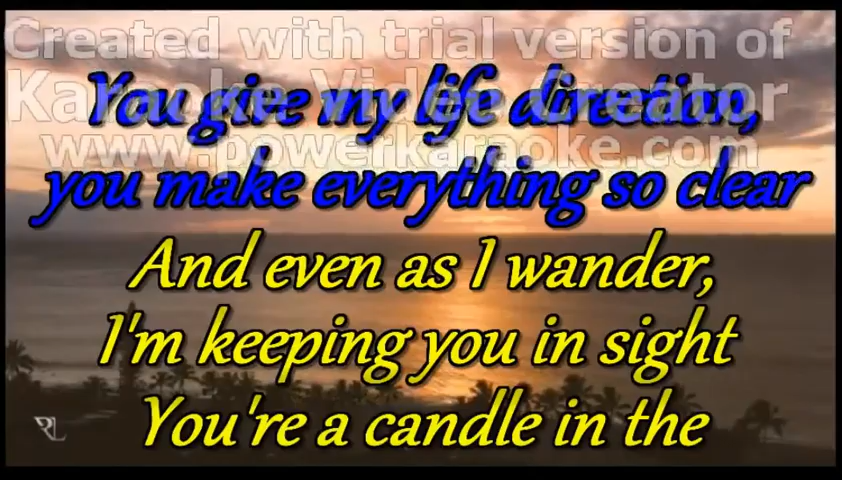 Created with trial version of
Karaoke Video Creator
www.powerkaraoke.com
You give my life direction,
you make everything so clear
And even as I wander,
I'm keeping you in sight
You're a candle in the
RL